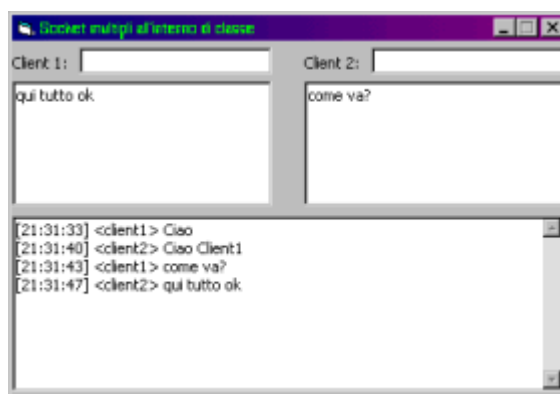 Socket multipli all'interno di classe
Client 1:
Client 2:
qui tutto ok
come va?
[21:31:33] <client1> Ciao
[21:31:40] <client2> Ciao Client1
[21:31:43] <client1> come va?
[21:31:47] <client2> qui tutto ok